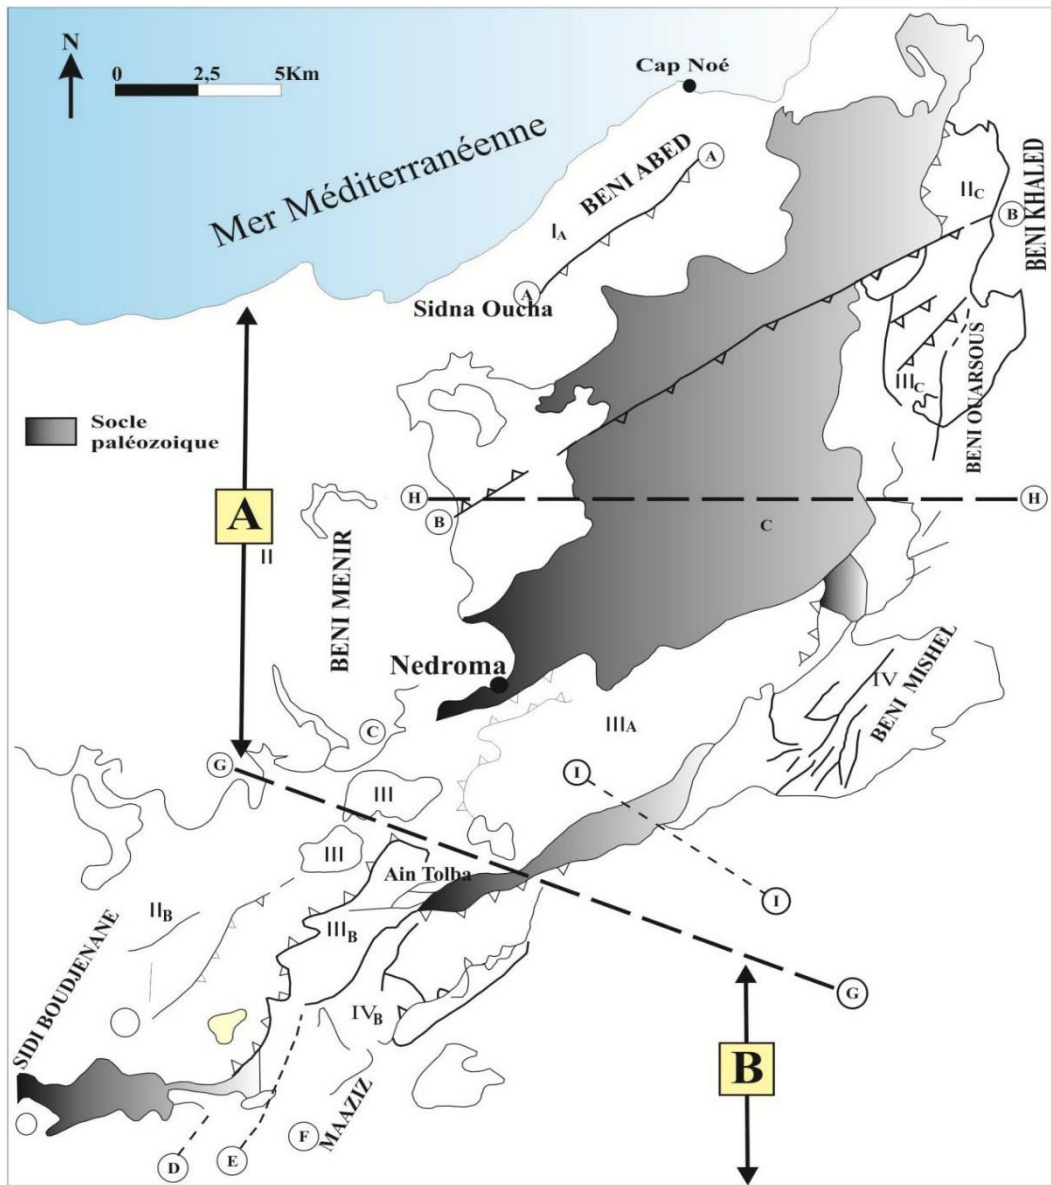 N
0 2,5 5Km
Cap Noé
Mer Méditerranéenne
BENI ABED
A
IA
A
Sidna Oucha
IIC
B
BENI KHALED
IIIC
BENI OUARSOUS
Socle
paléozoique
A
II
H
H
B
C
BENI MENIR
Nedroma
C
IIIA
IV
BENI MISHEL
G
I
III
III
Ain Tolba
I
IIB
IIIB
G
SIDI BOUDJENANE
IVB
B
MAAZIZ
F
D
E